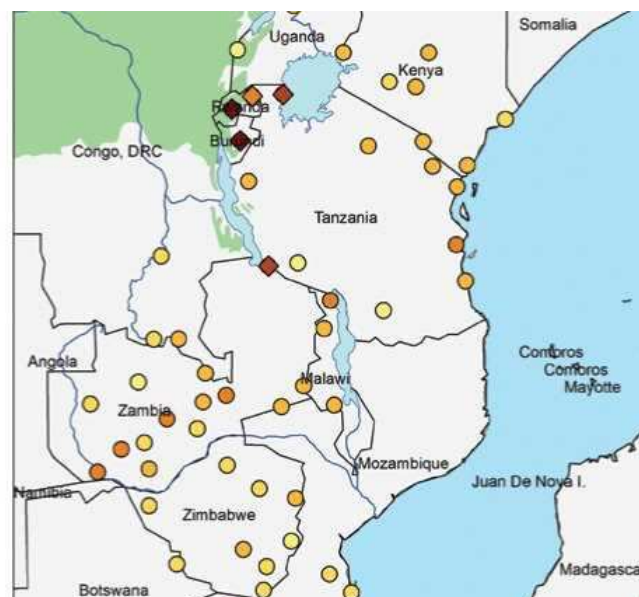 Somalia
Uganda
Kenya
Rwanda
Burundi
Congo, DRC
Tanzania
Comoros
Comoros
Mayotte
Angola
Malawi
Zambia
Mozambique
Juan De Nova I.
Namibia
Zimbabwe
Madagasca
Botswana